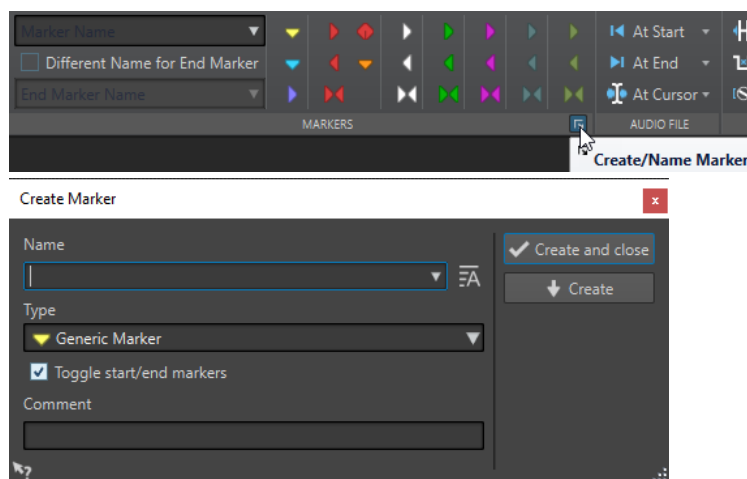 Marker Name
At Start
Different Name for End Marker
At End
End Marker Name
At Cursor
MARKERS
AUDIO FILE
Create/Name Marker
Create Marker
x
Name
Create and close
Create
Type
Generic Marker
Toggle start/end markers
Comment